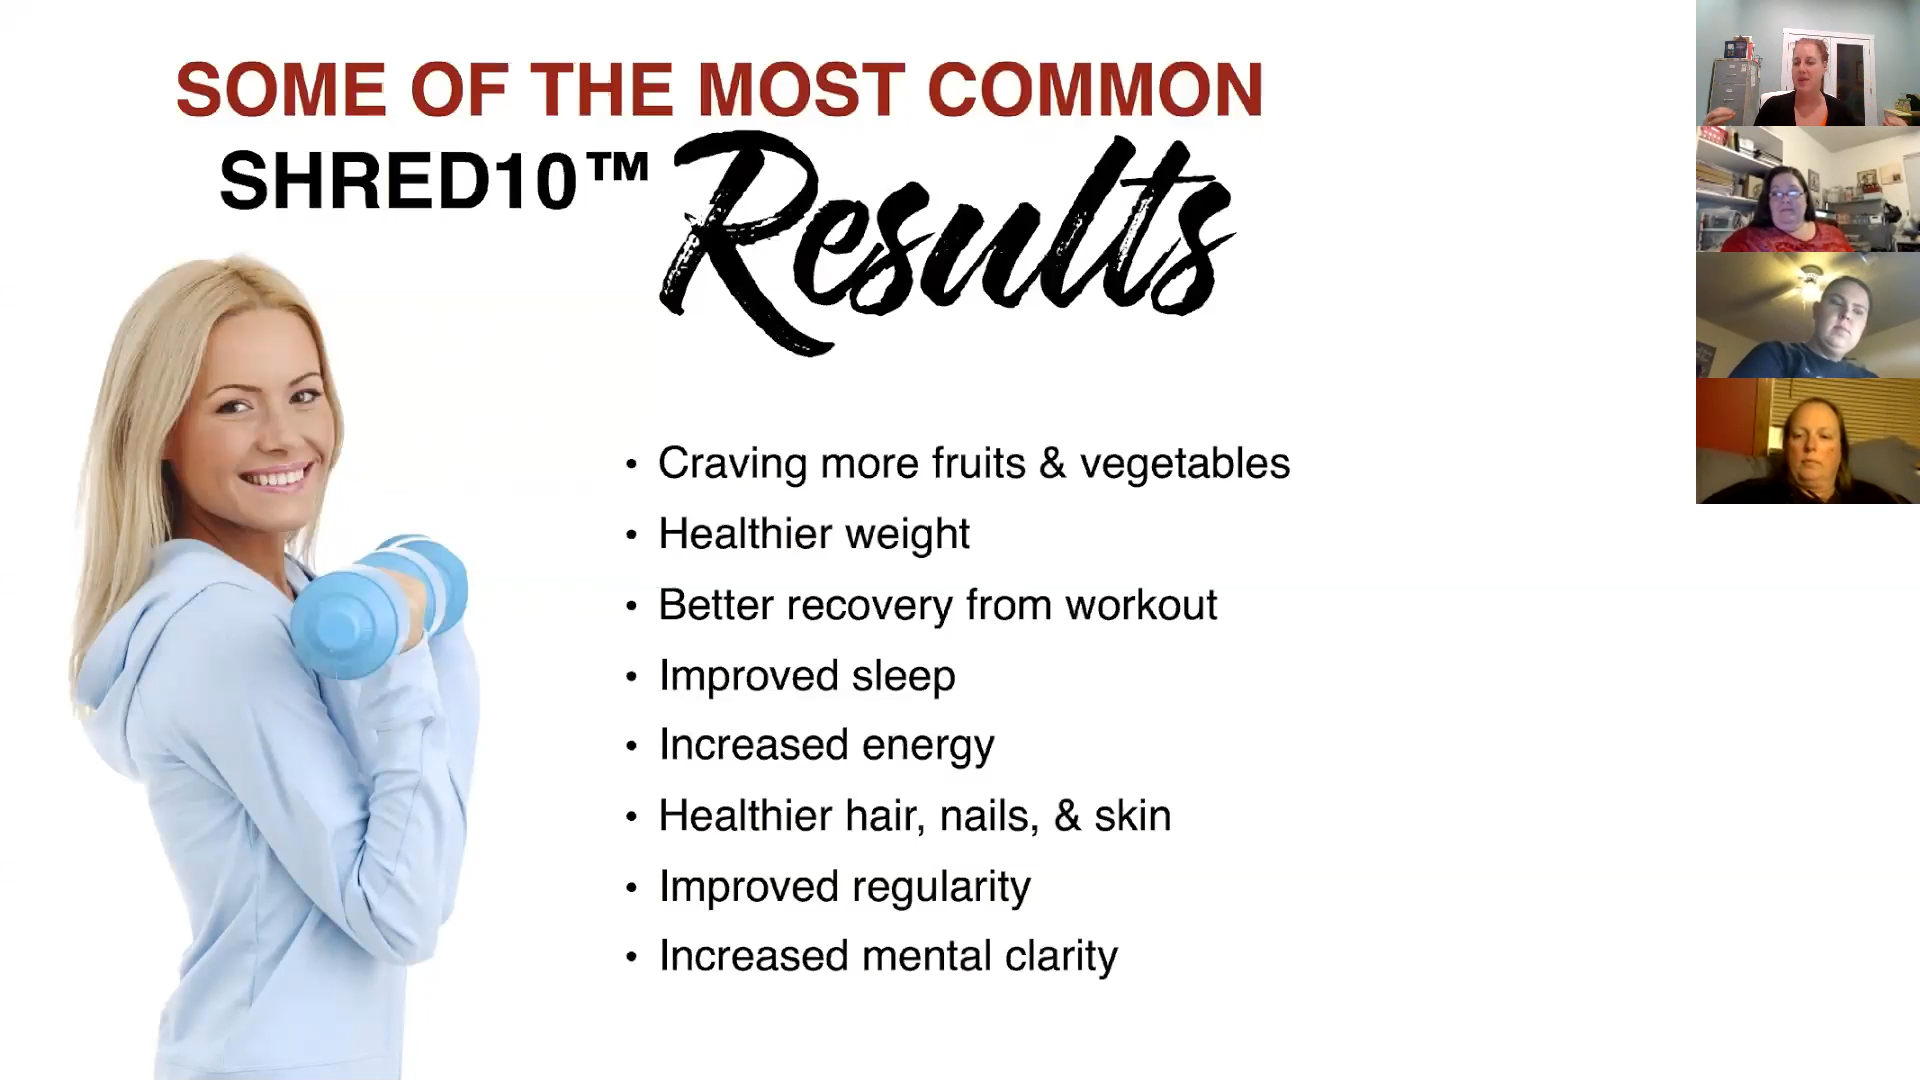 SOME OF THE MOST COMMON
SHRED10™ Results
• Craving more fruits & vegetables
• Healthier weight
• Better recovery from workout
• Improved sleep
• Increased energy
• Healthier hair, nails, & skin
• Improved regularity
• Increased mental clarity